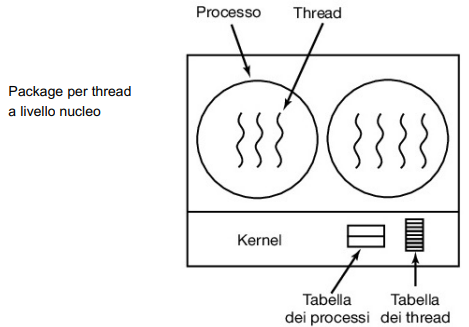 Processo
Thread
Package per thread
a livello nucleo
Kernel
Tabella
dei processi
Tabella
dei thread